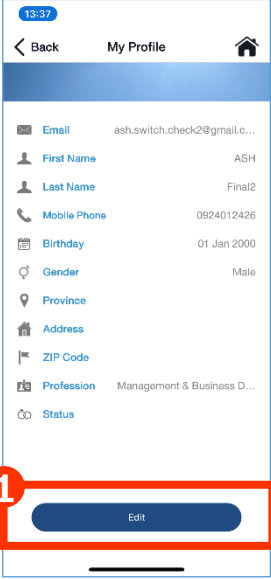 13:37
Back My Profile
Email ash.switch.check2@gmail.c...
First Name ASH
Last Name Final2
Mobile Phone 0924012426
Birthday 01 Jan 2000
Gender Male
Province
Address
ZIP Code
Profession Management & Business D...
Status
1
Edit